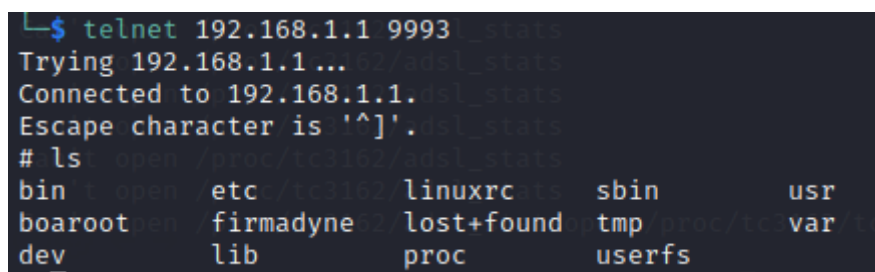 └─$ telnet 192.168.1.1 9993
Trying 192.168.1.1...
Connected to 192.168.1.1.
Escape character is '^]'.
# ls
bin etc linuxrc sbin usr
boaroot firmadyne lost+found tmp var
dev lib proc userfs